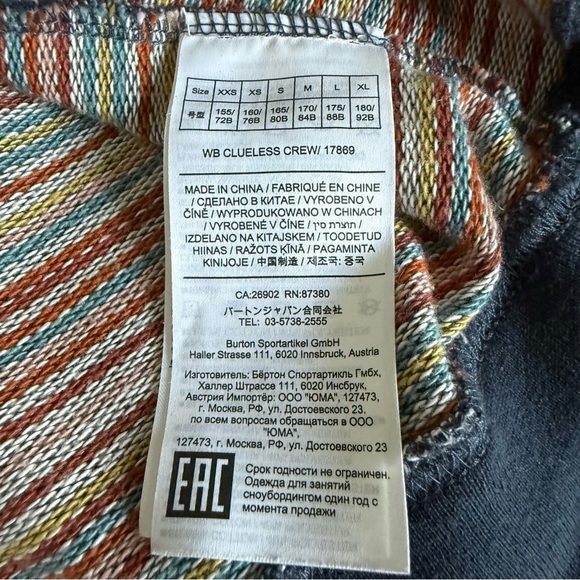 Size XXS XS S M L XL
号型 155/72B 160/76B 165/80B 170/84B 175/88B 180/92B
WB CLUELESS CREW/ 17869
MADE IN CHINA / FABRIQUÉ EN CHINE
/ СДЕЛАНО В КИТАЕ / VYROBENO V
ČÍNĚ / WYPRODUKOWANO W CHINACH
/ VYROBENÉ V ČÍNE / תוצרת סין /
IZDELANO NA KITAJSKEM / TOODETUD
HIINAS / RAŽOTS ĶĪNĀ / PAGAMINTA
KINIJOJE / 中国制造 / 제조국: 중국
CA:26902 RN:87380
バートンジャパン合同会社
TEL: 03-5738-2555
Burton Sportartikel GmbH
Haller Strasse 111, 6020 Innsbruck, Austria
Изготовитель: Бёртон Спортартикль Гмбх,
Халлер Штрассе 111, 6020 Инсбрук,
Австрия Импортёр: ООО "ЮМА", 127473,
г. Москва, РФ, ул. Достоевского 23.
по всем вопросам обращаться в ООО
"ЮМА",
127473, г. Москва, РФ, ул. Достоевского 23
EAC
Срок годности не ограничен.
Одежда для занятий
сноубордингом один год с
момента продажи